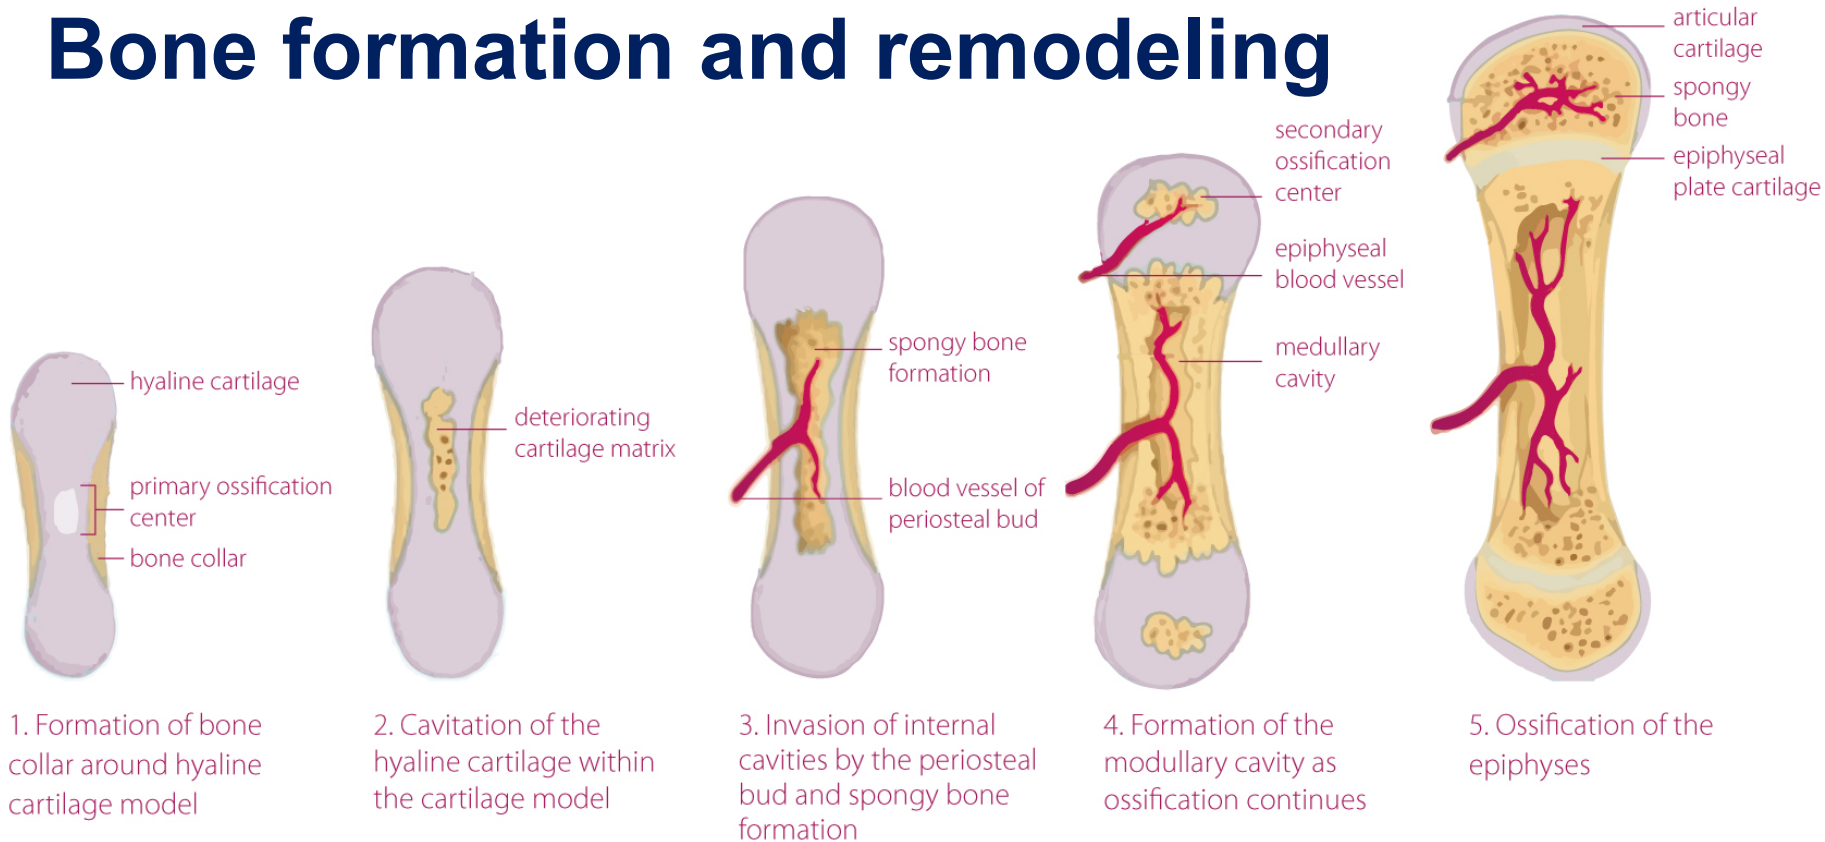 Bone formation and remodeling
hyaline cartilage
primary ossification
center
bone collar
deteriorating
cartilage matrix
spongy bone
formation
blood vessel of
periosteal bud
secondary
ossification
center
epiphyseal
blood vessel
medullary
cavity
articular
cartilage
spongy
bone
epiphyseal
plate cartilage
1. Formation of bone
collar around hyaline
cartilage model
2. Cavitation of the
hyaline cartilage within
the cartilage model
3. Invasion of internal
cavities by the periosteal
bud and spongy bone
formation
4. Formation of the
modullary cavity as
ossification continues
5. Ossification of the
epiphyses